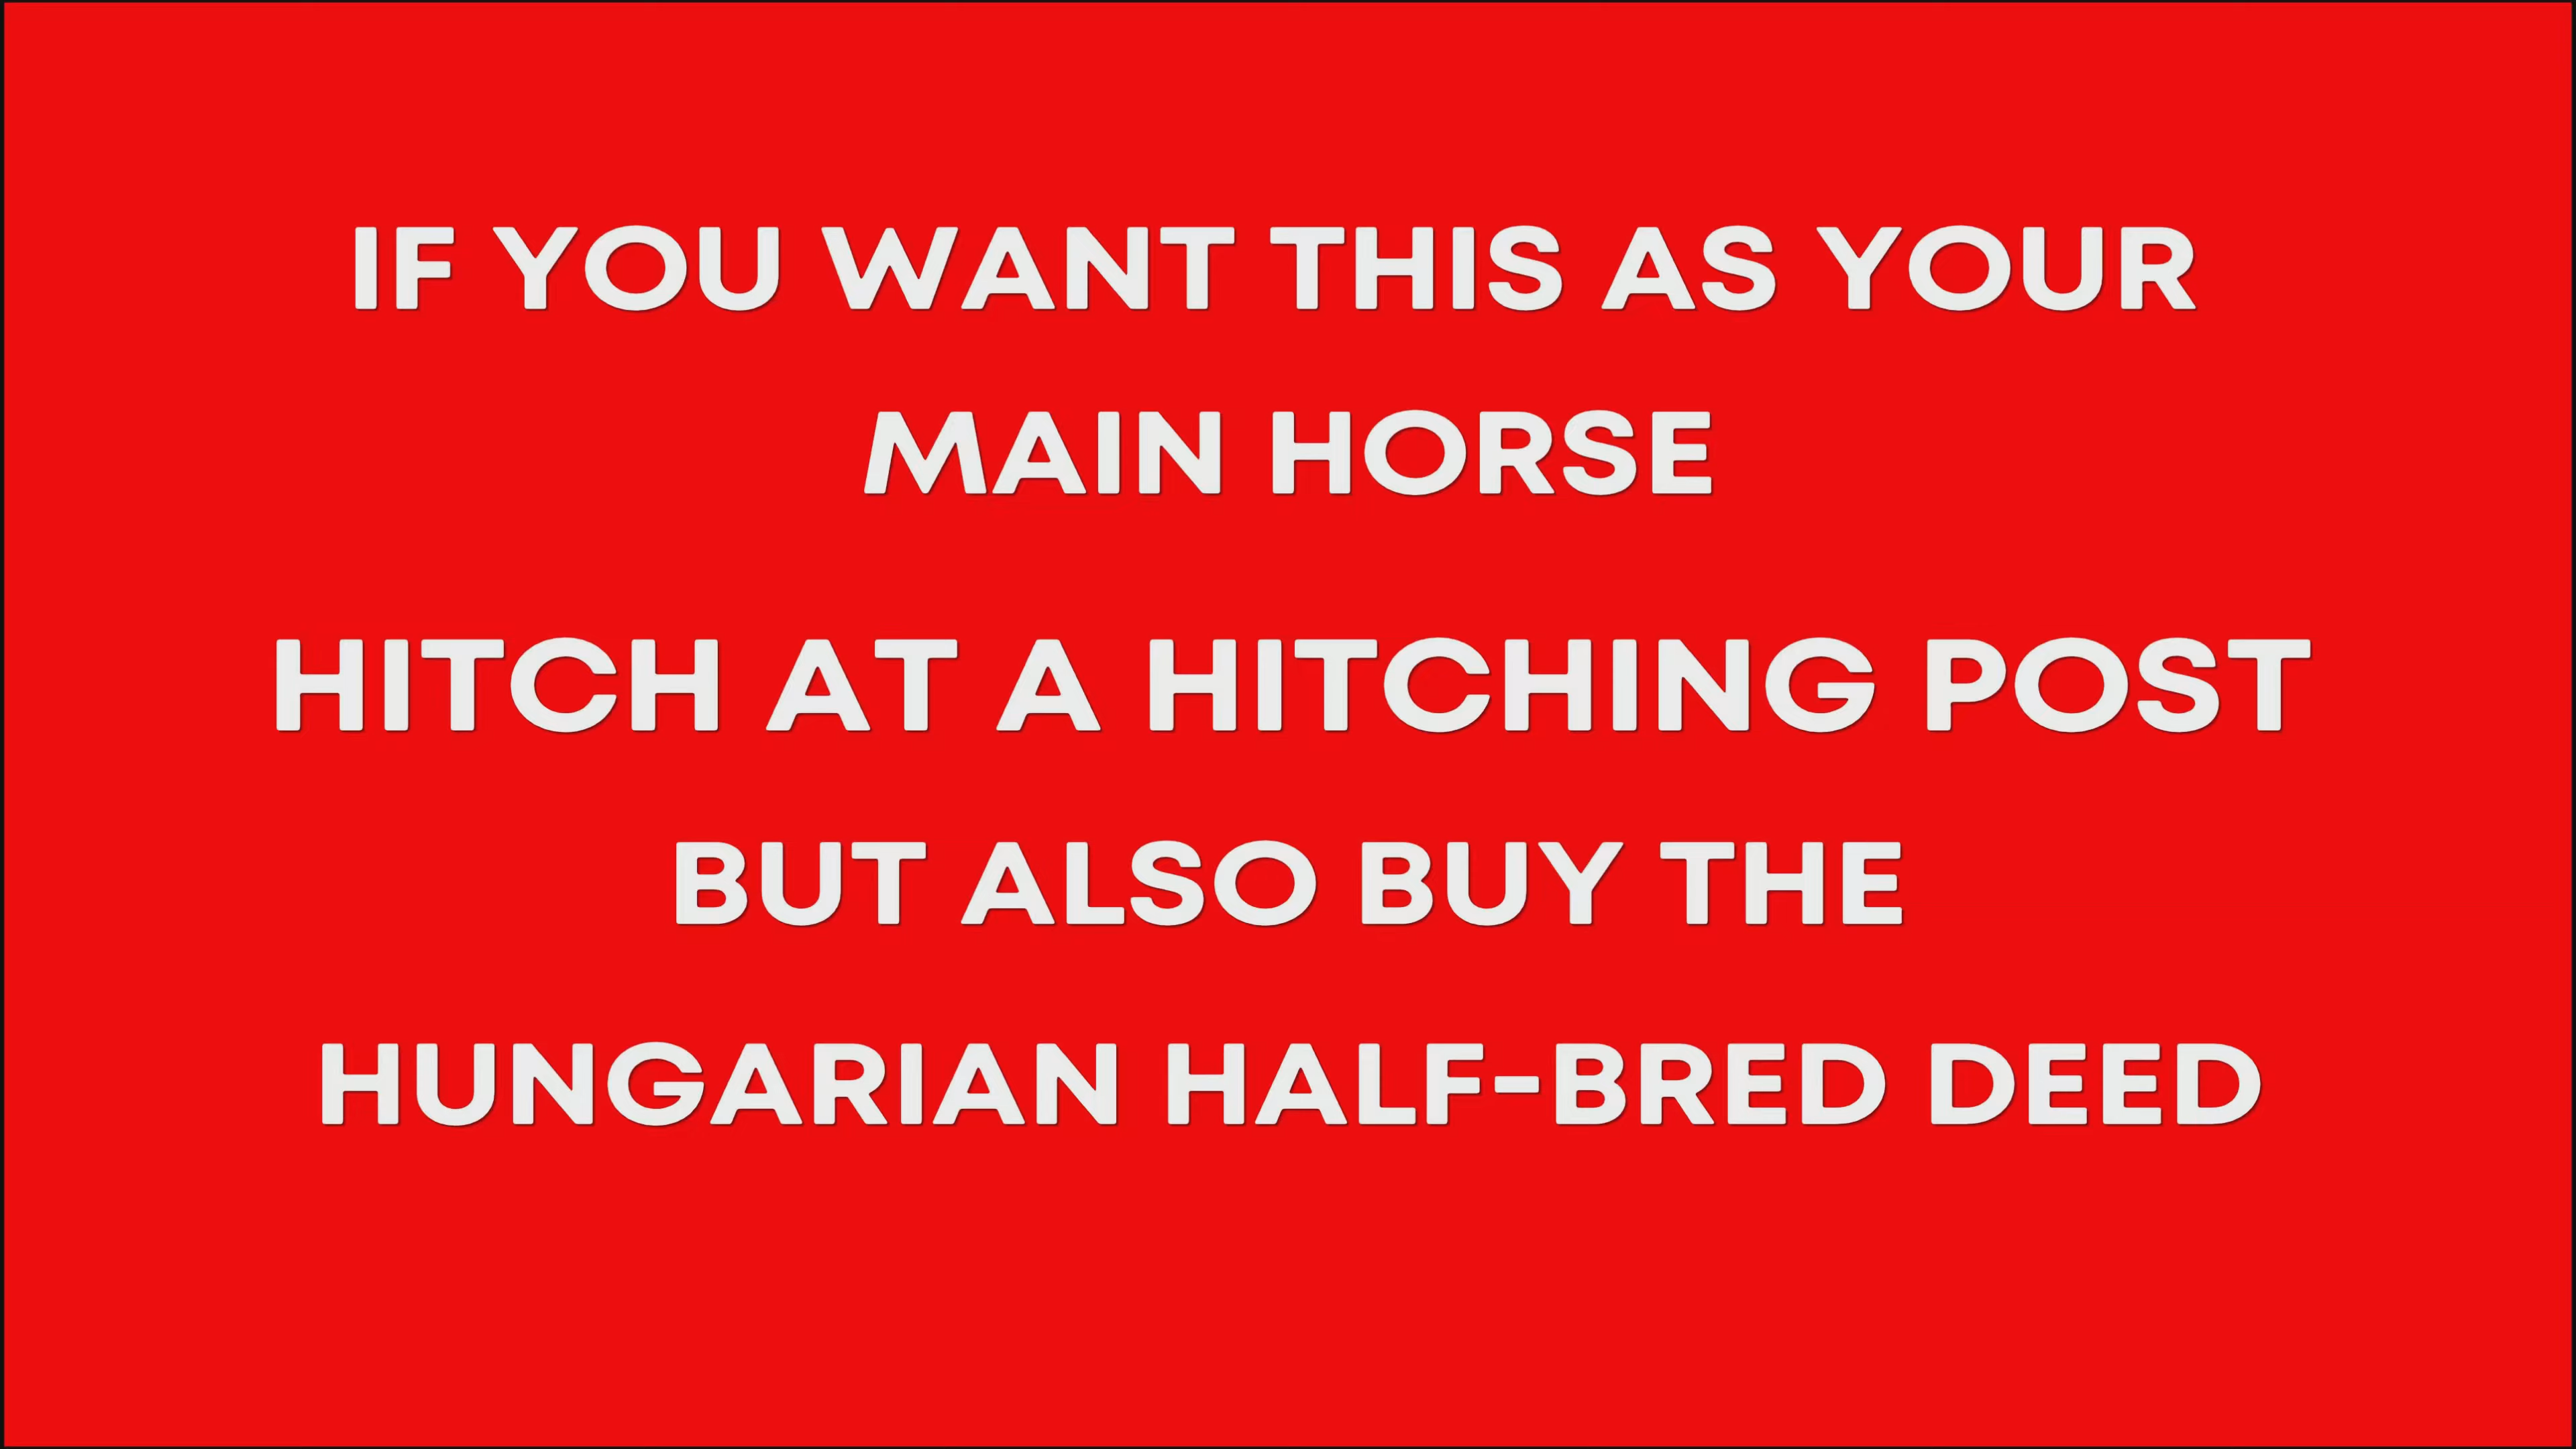 IF YOU WANT THIS AS YOUR
MAIN HORSE
HITCH AT A HITCHING POST
BUT ALSO BUY THE
HUNGARIAN HALF-BRED DEED